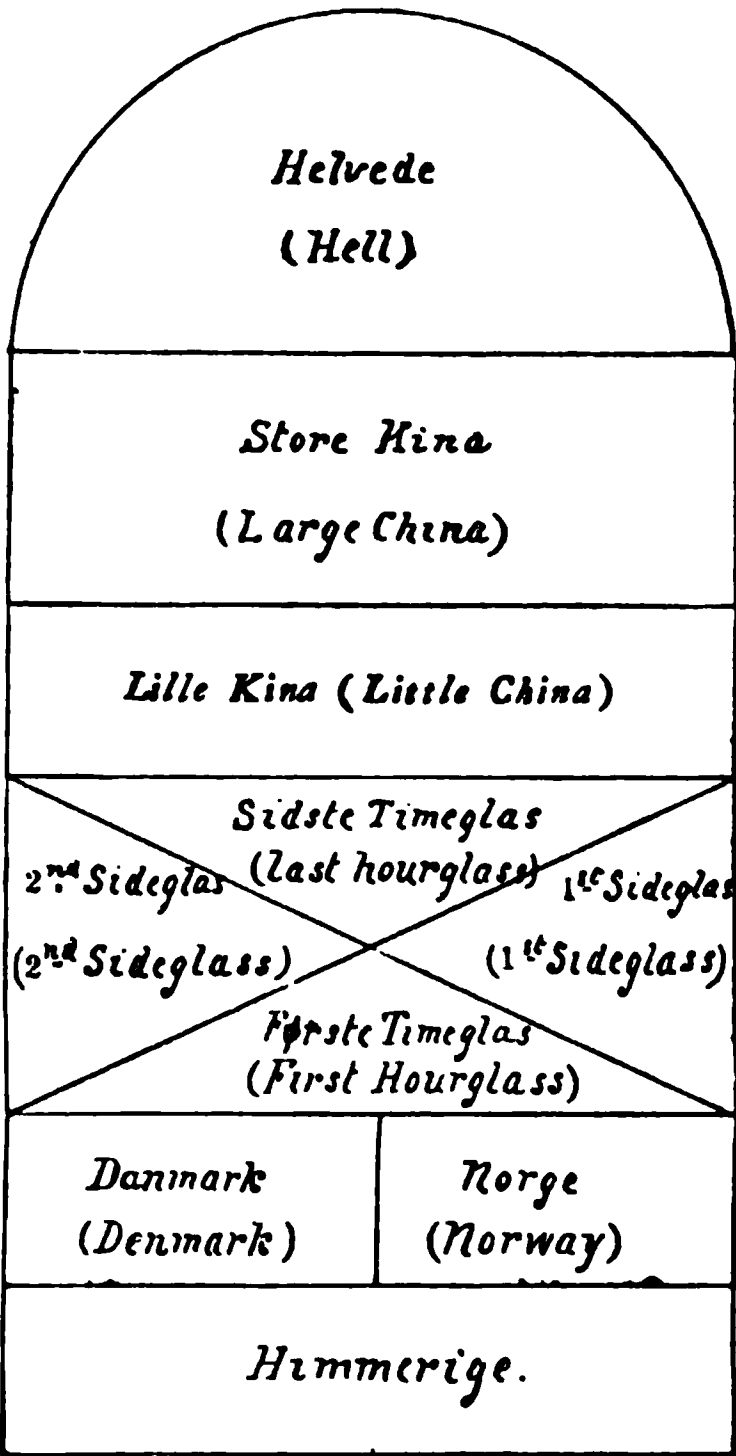 Helvede
(Hell)
Store Kina
(Large China)
Lille Kina (Little China)
Sidste Timeglas
(last hourglass)
2nd Sideglas
(2nd Sideglass)
1st Sideglas
(1st Sideglass)
Første Timeglas
(First Hourglass)
Danmark
(Denmark)
Norge
(Norway)
Himmerige.